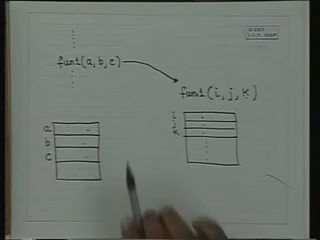 fun1(a, b, c)
fun1(i, j, k)
a
b
c
i
j
k